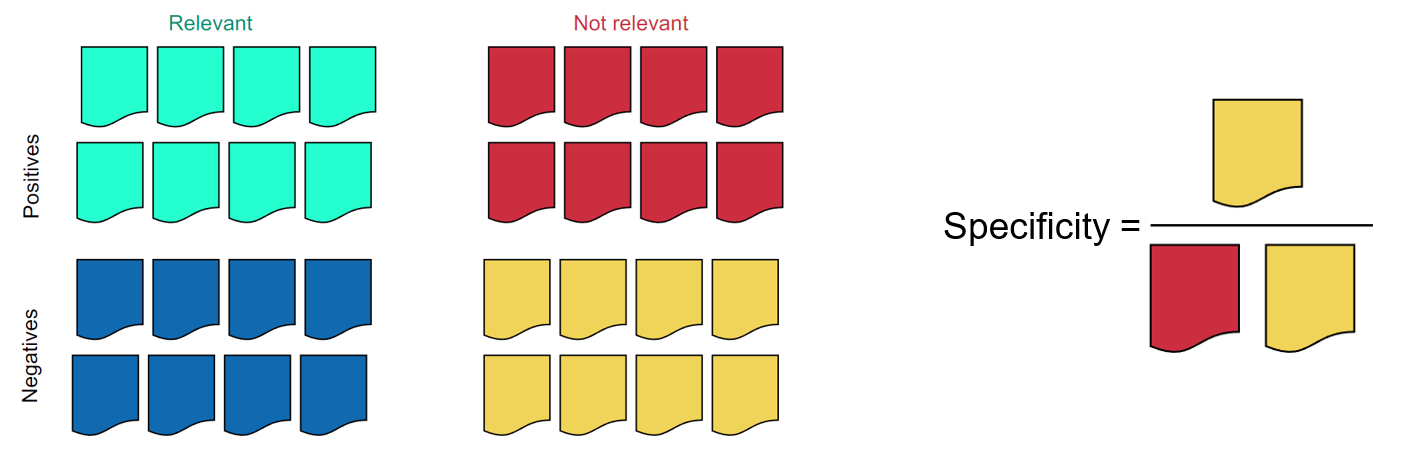 Relevant
Not relevant
Positives
Negatives
Specificity =